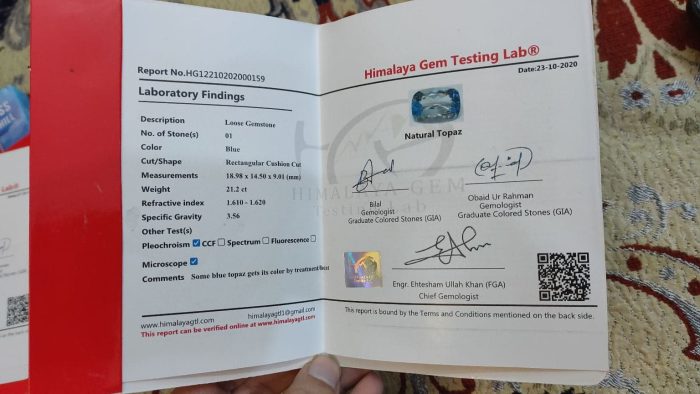 Report No.HG12210202000159
Laboratory Findings
Description Loose Gemstone
No. of Stone(s) 01
Color Blue
Cut/Shape Rectangular Cushion Cut
Measurements 18.98 x 14.50 x 9.01 (mm)
Weight 21.2 ct
Refractive index 1.610 - 1.620
Specific Gravity 3.56
Other Test(s)
Pleochroism CCF Spectrum Fluorescence
Microscope
Comments Some blue topaz gets its color by treatment/heat
www.himalayagtl.com himalayagtl1@gmail.com
This report can be verified online at www.himalayagtl.com
Himalaya Gem Testing Lab®
Date:23-10-2020
Natural Topaz
HIMALAYA GEM
Testing Lab
Bilal
Gemologist
Graduate Colored Stones (GIA)
Obaid Ur Rahman
Gemologist
Graduate Colored Stones (GIA)
Engr. Ehtesham Ullah Khan (FGA)
Chief Gemologist
This report is bound by the Terms and Conditions mentioned on the back side.